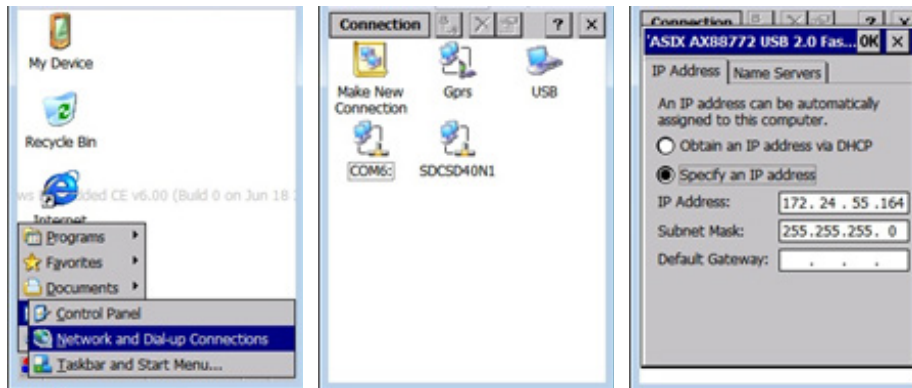 My Device
Recycle Bin
ws Embedded CE v6.00 (Build 0 on Jun 18
Internet
Programs
Favorites
Documents
Control Panel
Network and Dial-up Connections
Taskbar and Start Menu...
Connection
? ×
Make New Connection
Gprs
USB
COM6:
SDCSD40N1
Connection
? ×
'ASIX AX88772 USB 2.0 Fas... OK ×
IP Address
Name Servers
An IP address can be automatically
assigned to this computer.
Obtain an IP address via DHCP
Specify an IP address
IP Address: 172. 24 . 55 .164
Subnet Mask: 255.255.255. 0
Default Gateway: . . .